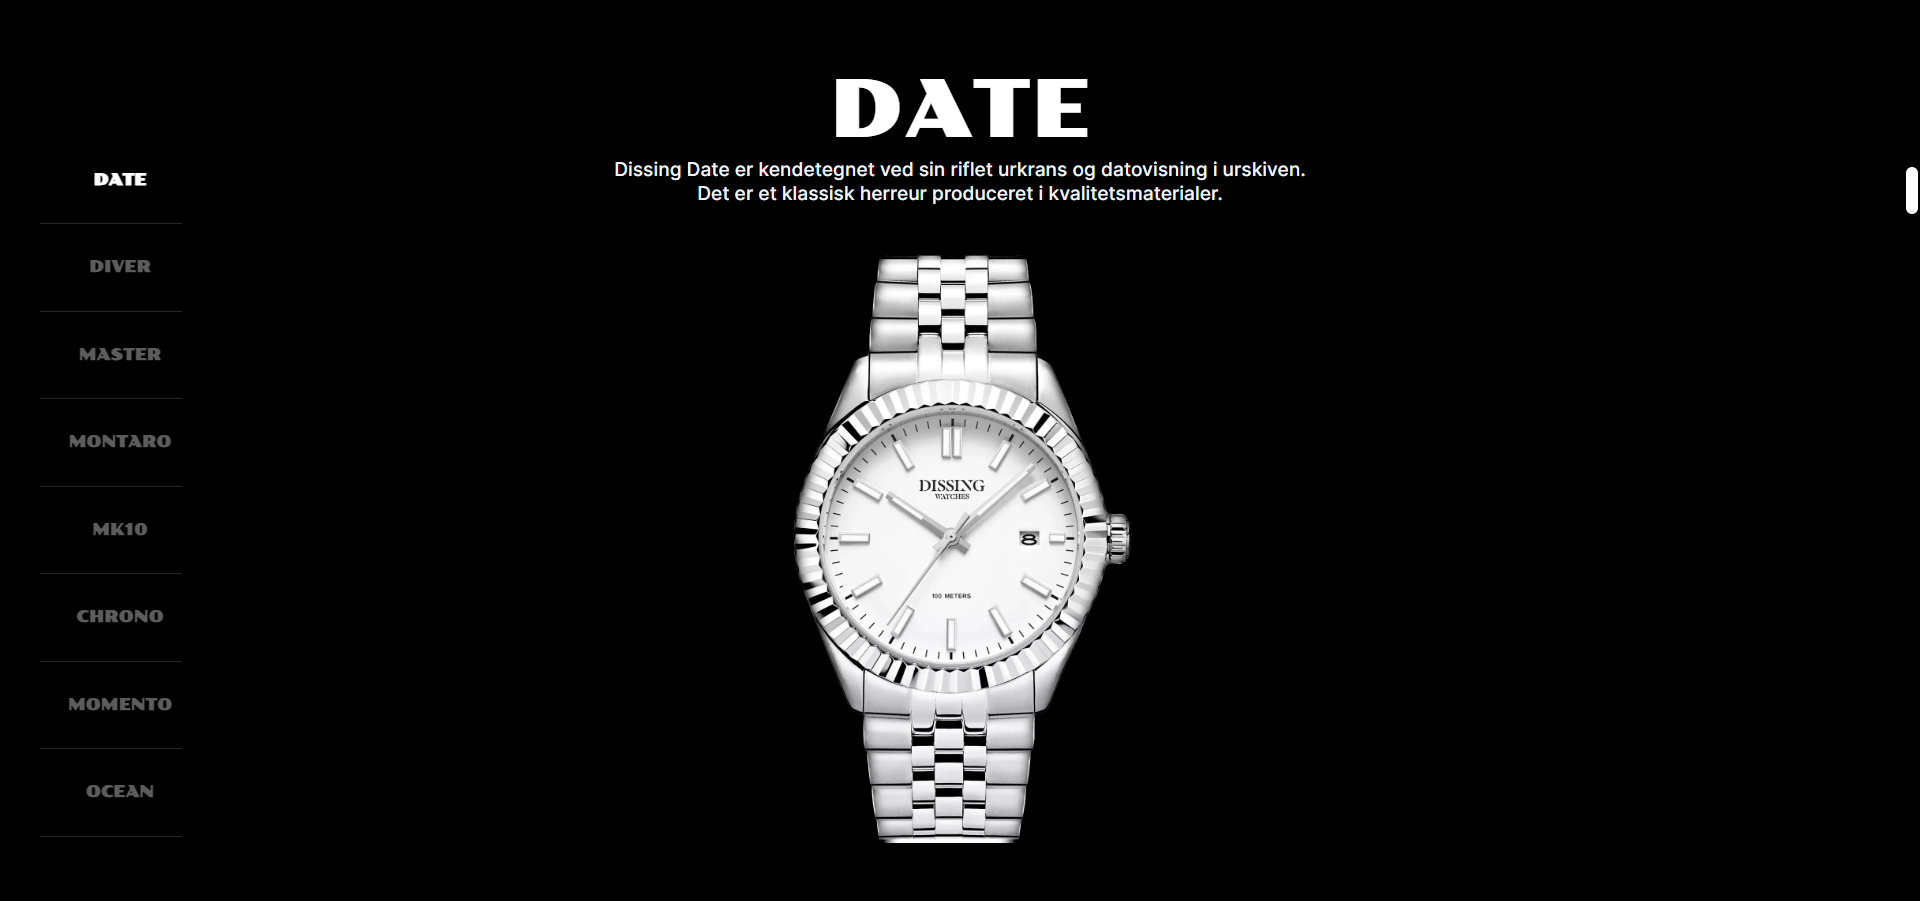 DATE
Dissing Date er kendetegnet ved sin riflet urkrans og datovisning i urskiven.
Det er et klassisk herreur produceret i kvalitetsmaterialer.
DATE
DIVER
MASTER
MONTARO
MK10
CHRONO
MOMENTO
OCEAN
DISSING
WATCHES
8
100 METERS